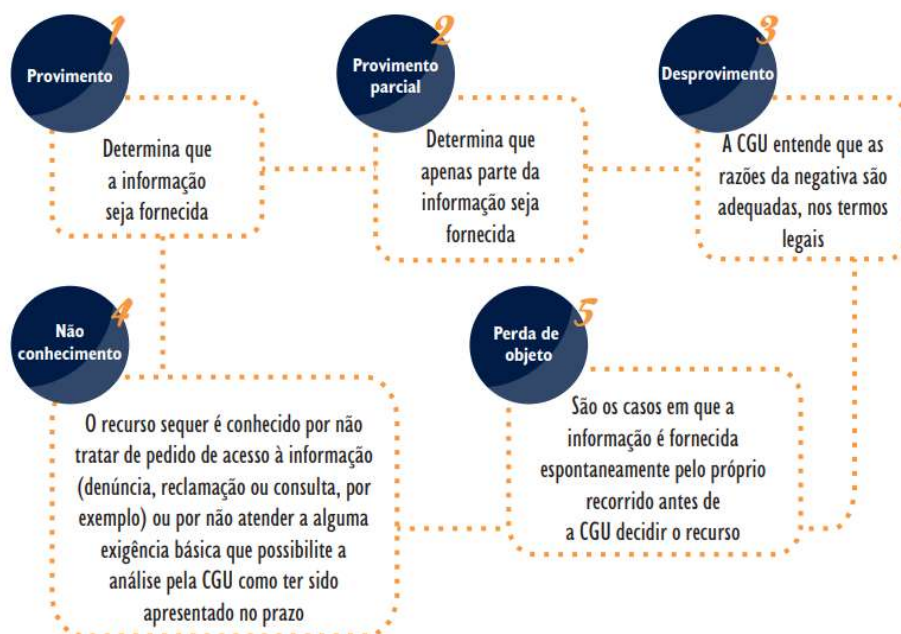 1
Provimento
Determina que
a informação
seja fornecida
2
Provimento
parcial
Determina que
apenas parte da
informação seja
fornecida
3
Desprovimento
A CGU entende que as
razões da negativa são
adequadas, nos termos
legais
4
Não
conhecimento
O recurso sequer é conhecido por não
tratar de pedido de acesso à informação
(denúncia, reclamação ou consulta, por
exemplo) ou por não atender a alguma
exigência básica que possibilite a
análise pela CGU como ter sido
apresentado no prazo
5
Perda de
objeto
São os casos em que a
informação é fornecida
espontaneamente pelo próprio
recorrido antes de
a CGU decidir o recurso